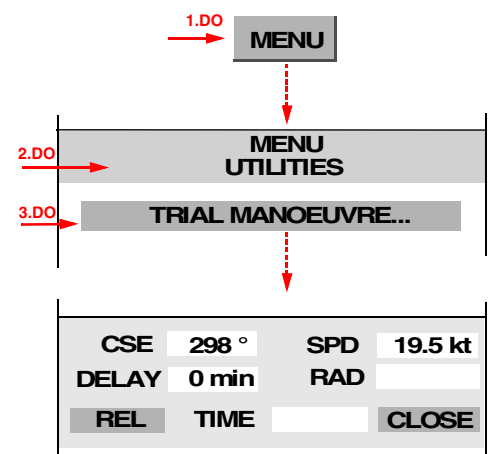 1.DO
MENU
MENU
2.DO
UTILITIES
3.DO
TRIAL MANOEUVRE...
CSE 298 ° SPD 19.5 kt
DELAY 0 min RAD
REL TIME CLOSE